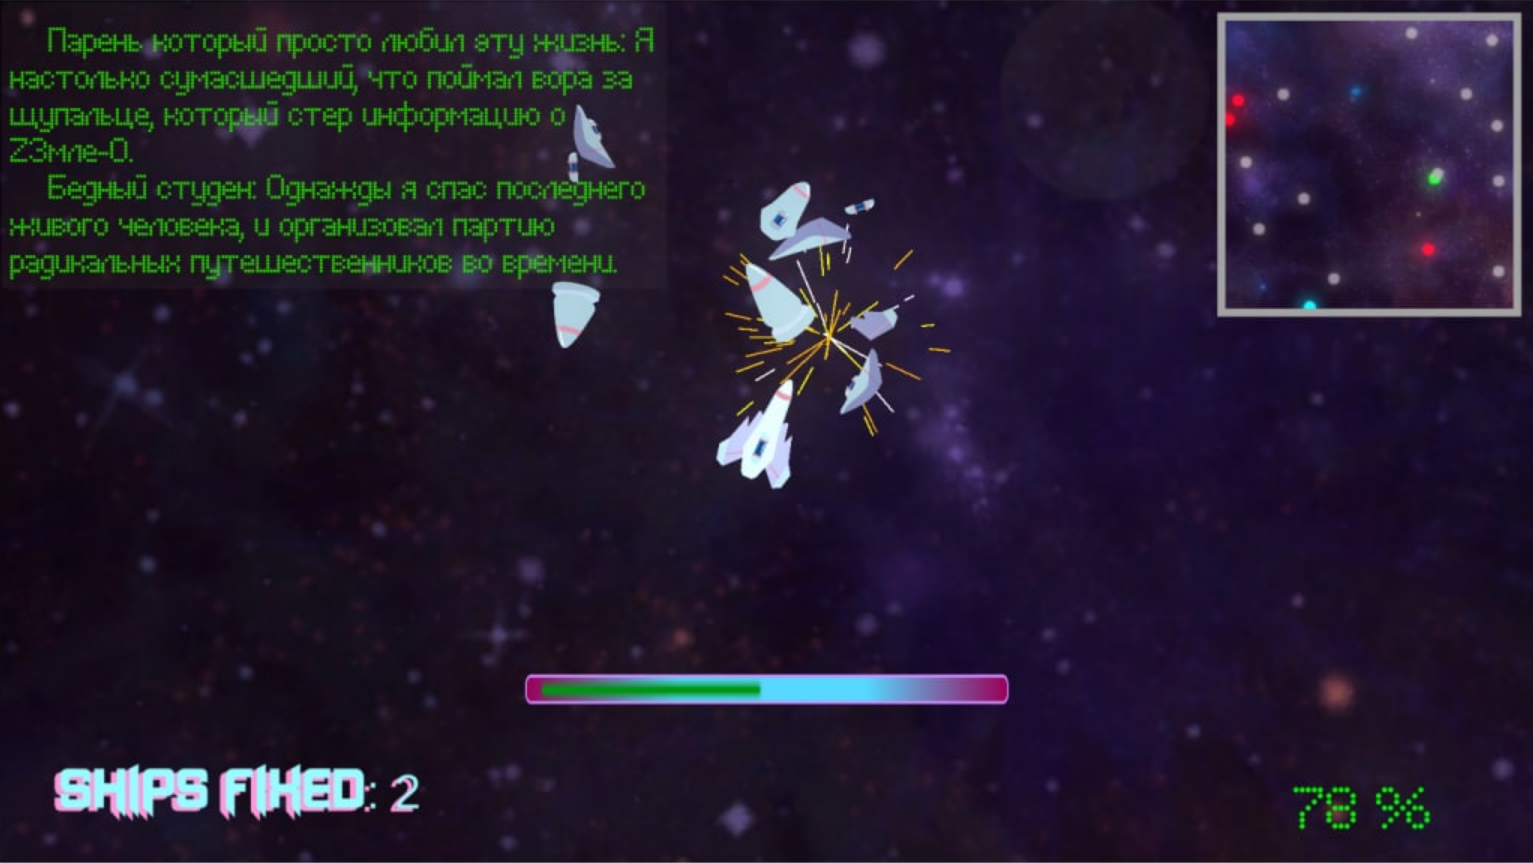 Парень который просто любил эту жизнь: Я
настолько сумасшедший, что поймал вора за
щупальце, который стер информацию о
Z3мле-0.
Бедный студен: Однажды я спас последнего
живого человека, и организовал партию
радикальных путешественников во времени.
SHIPS FIXED: 2
78 %